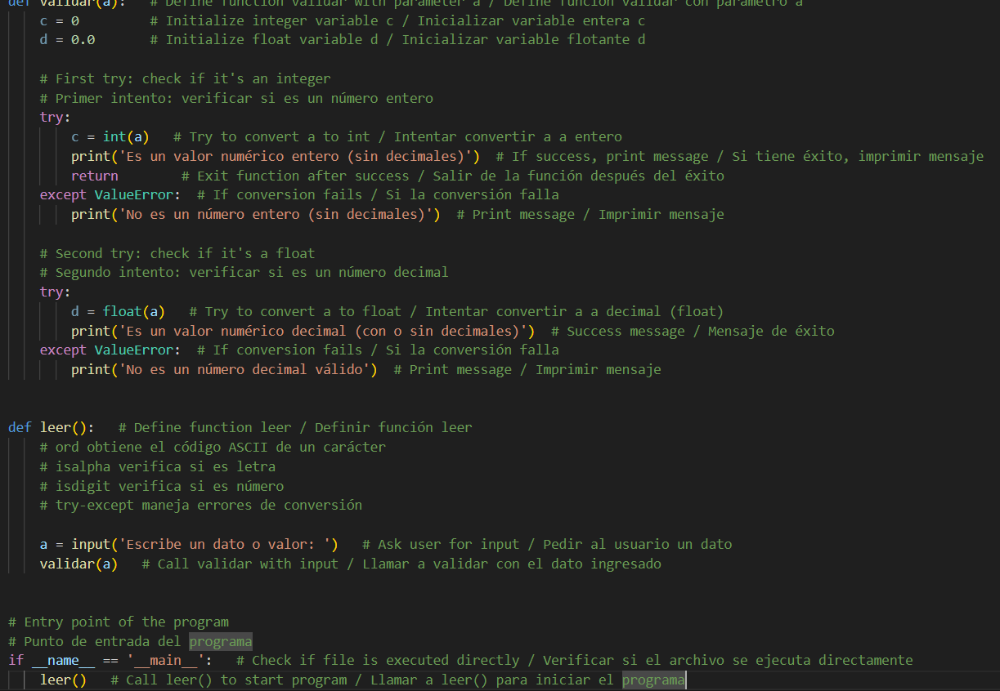 def validar(a):   # Define function validar with parameter a / Define función validar con parámetro a
    c = 0         # Initialize integer variable c / Inicializar variable entera c
    d = 0.0       # Initialize float variable d / Inicializar variable flotante d

    # First try: check if it's an integer
    # Primer intento: verificar si es un número entero
    try:
        c = int(a)   # Try to convert a to int / Intentar convertir a a entero
        print('Es un valor numérico entero (sin decimales)')  # If success, print message / Si tiene éxito, imprimir mensaje
        return        # Exit function after success / Salir de la función después del éxito
    except ValueError:  # If conversion fails / Si la conversión falla
        print('No es un número entero (sin decimales)')  # Print message / Imprimir mensaje

    # Second try: check if it's a float
    # Segundo intento: verificar si es un número decimal
    try:
        d = float(a)   # Try to convert a to float / Intentar convertir a a decimal (float)
        print('Es un valor numérico decimal (con o sin decimales)')  # Success message / Mensaje de éxito
    except ValueError:  # If conversion fails / Si la conversión falla
        print('No es un número decimal válido')  # Print message / Imprimir mensaje


def leer():   # Define function leer / Definir función leer
    # ord obtiene el código ASCII de un carácter
    # isalpha verifica si es letra
    # isdigit verifica si es número
    # try-except maneja errores de conversión

    a = input('Escribe un dato o valor: ')   # Ask user for input / Pedir al usuario un dato
    validar(a)   # Call validar with input / Llamar a validar con el dato ingresado


# Entry point of the program
# Punto de entrada del programa
if __name__ == '__main__':   # Check if file is executed directly / Verificar si el archivo se ejecuta directamente
    leer()   # Call leer() to start program / Llamar a leer() para iniciar el programa